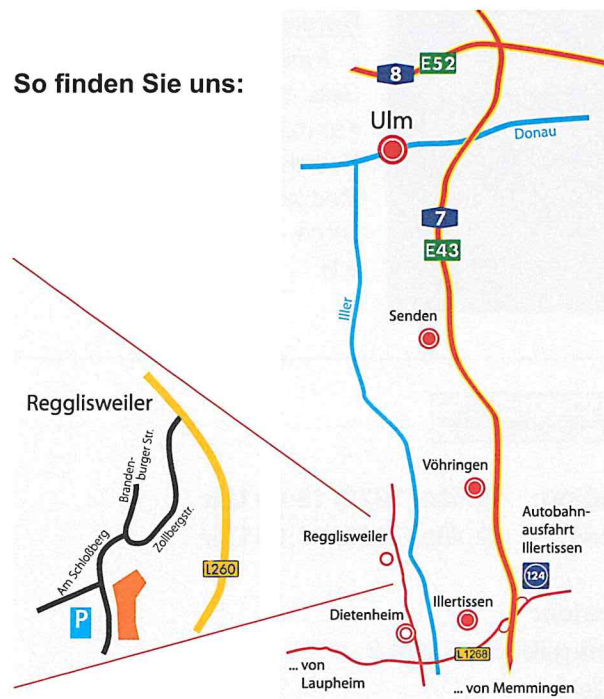 So finden Sie uns:
8
E52
Ulm
Donau
7
E43
Iller
Senden
Vöhringen
Autobahn-
ausfahrt
Illertissen
124
Regglisweiler
Dietenheim
Illertissen
L1268
... von
Laupheim
... von Memmingen
Regglisweiler
Branden-
burger Str.
Zollbergstr.
Am Schloßberg
L260
P